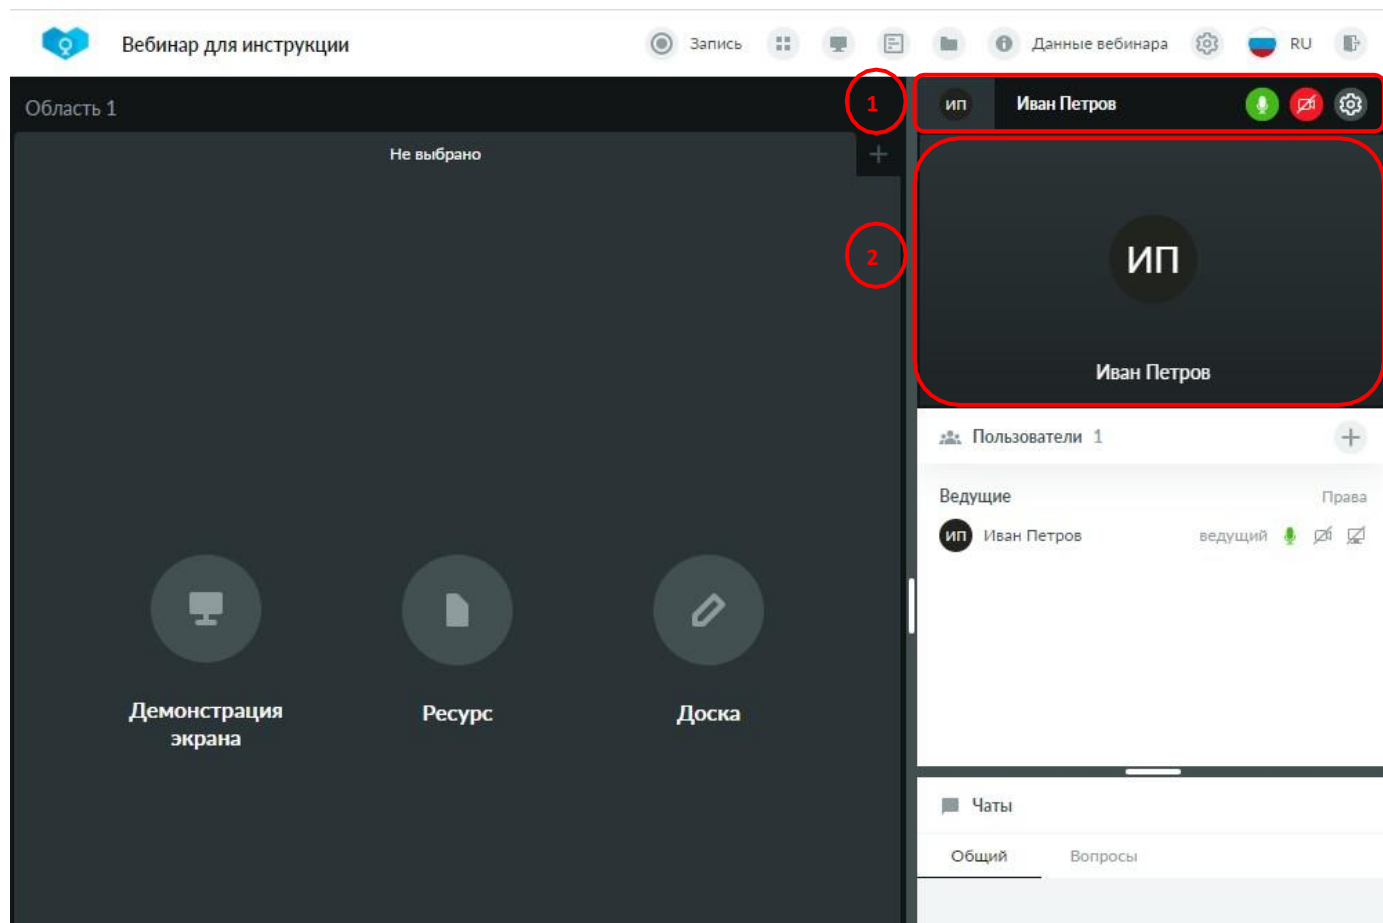 Вебинар для инструкции
Запись
Данные вебинара
RU
Область 1
1
ИП
Иван Петров
Не выбрано
2
ИП
Иван Петров
Пользователи 1
Ведущие
Права
ИП
Иван Петров
ведущий
Демонстрация
экрана
Ресурс
Доска
Чаты
Общий
Вопросы